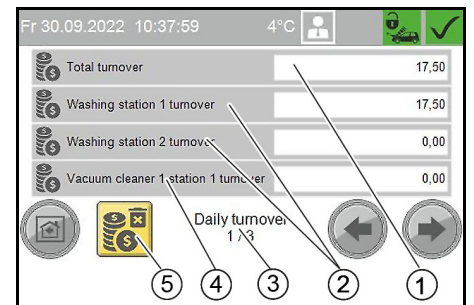 Fr 30.09.2022 10:37:59 4°C
Total turnover 17,50
Washing station 1 turnover 17,50
Washing station 2 turnover 0,00
Vacuum cleaner 1 station 1 turnover 0,00
Daily turnover
1 / 3
5 4 3 2 1